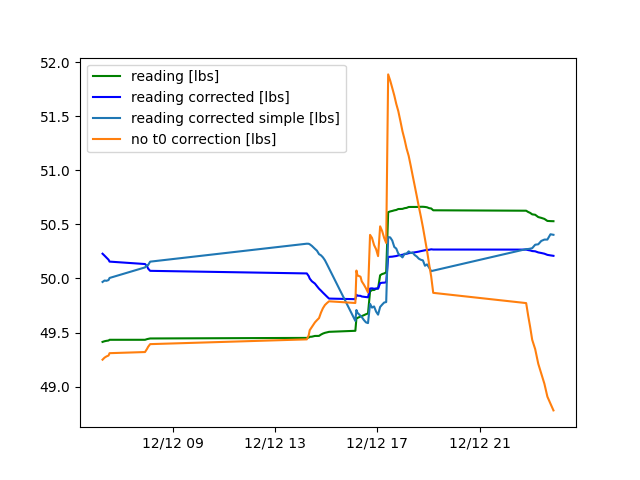 52.0
51.5
51.0
50.5
50.0
49.5
49.0
reading [lbs]
reading corrected [lbs]
reading corrected simple [lbs]
no t0 correction [lbs]
12/12 09
12/12 13
12/12 17
12/12 21